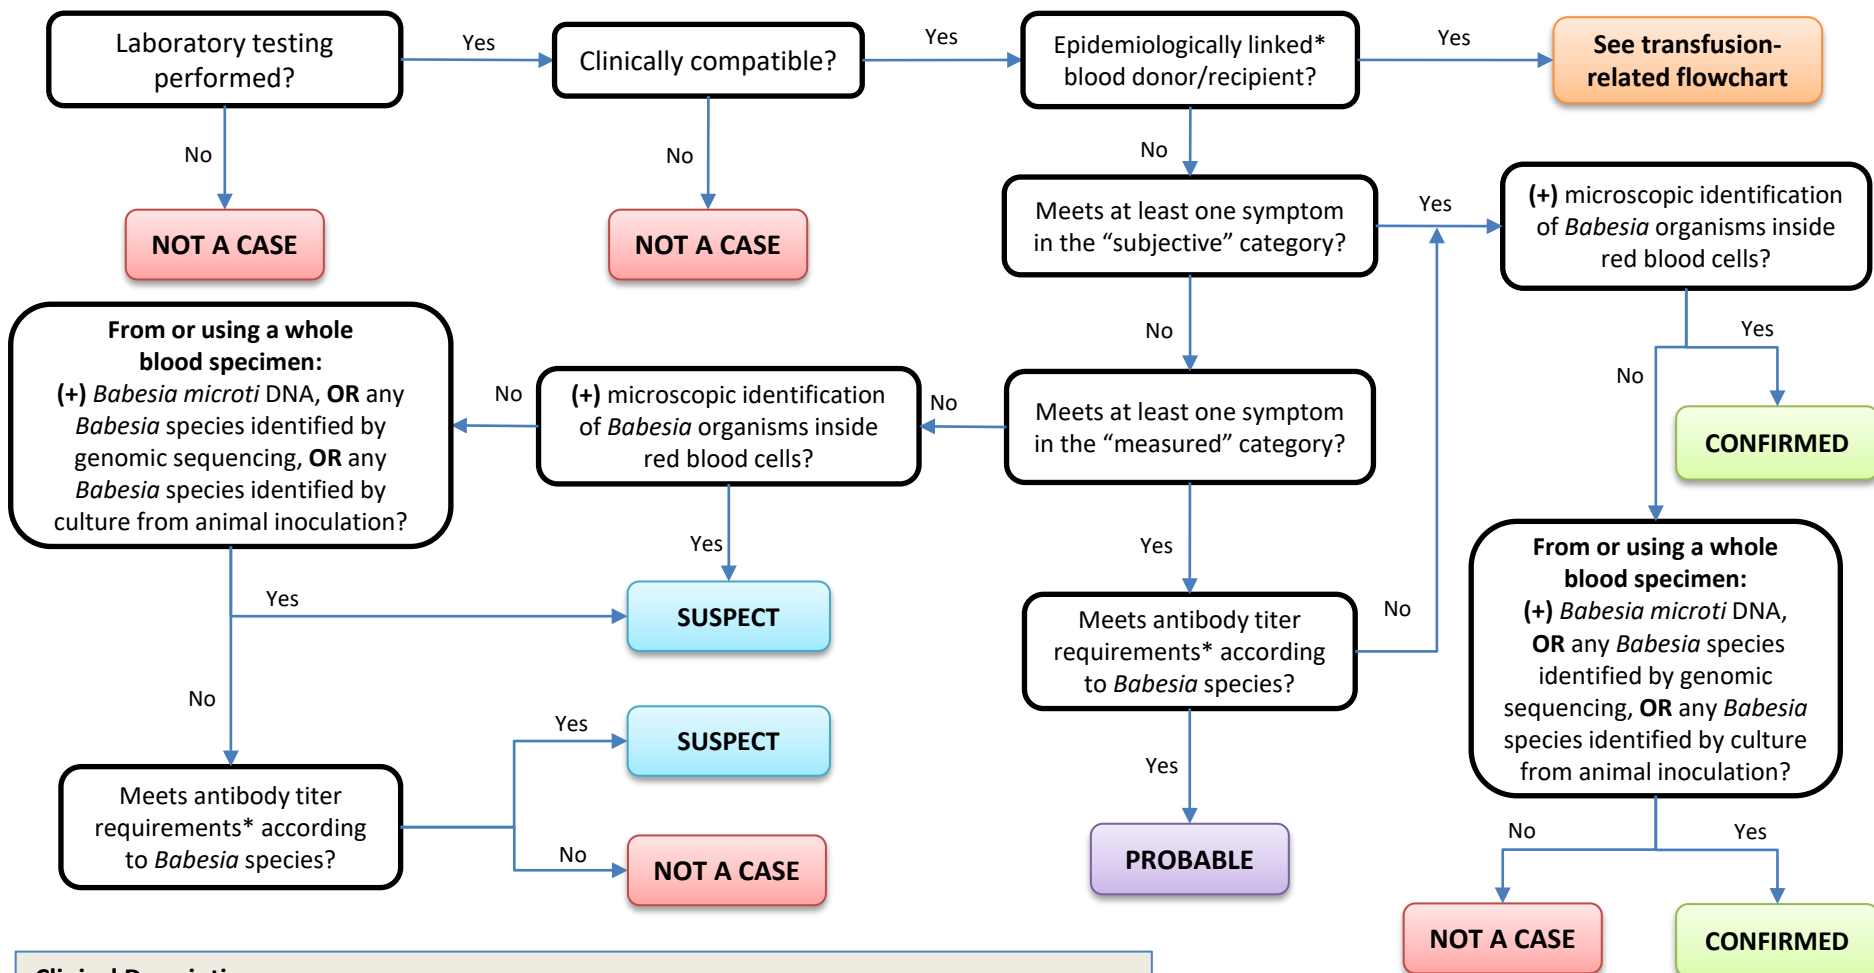 Laboratory testing
performed?
Yes
Clinically compatible?
Yes
Epidemiologically linked*
blood donor/recipient?
Yes
See transfusion-
related flowchart
No
No
No
NOT A CASE
NOT A CASE
Meets at least one symptom
in the “subjective” category?
Yes
(+) microscopic identification
of Babesia organisms inside
red blood cells?
No
Yes
No
CONFIRMED
From or using a whole
blood specimen:
(+) Babesia microti DNA, OR any
Babesia species identified by
genomic sequencing, OR any
Babesia species identified by
culture from animal inoculation?
No
(+) microscopic identification
of Babesia organisms inside
red blood cells?
No
Meets at least one symptom
in the “measured” category?
Yes
Yes
Yes
SUSPECT
No
Meets antibody titer
requirements* according
to Babesia species?
No
From or using a whole
blood specimen:
(+) Babesia microti DNA,
OR any Babesia species
identified by genomic
sequencing, OR any Babesia
species identified by culture
from animal inoculation?
Meets antibody titer
requirements* according
to Babesia species?
Yes
SUSPECT
No
NOT A CASE
Yes
PROBABLE
No
Yes
NOT A CASE
CONFIRMED